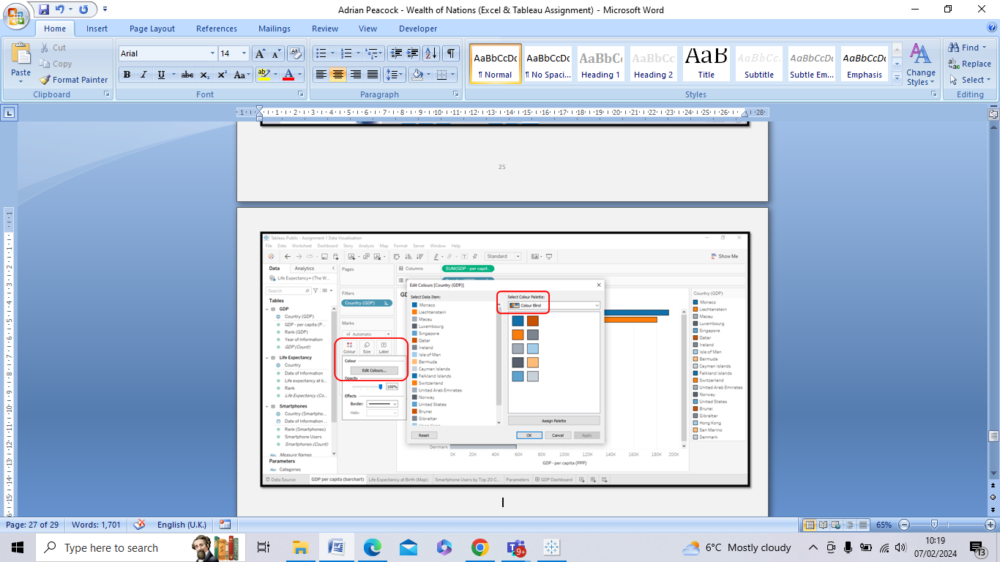 Adrian Peacock - Wealth of Nations (Excel & Tableau Assignment) - Microsoft Word
Home Insert Page Layout References Mailings Review View Developer
Paste
Cut
Copy
Format Painter
Clipboard
Arial 14
B I U abc x₂ x² Aa A
Font
Paragraph
AaBbCcDc AaBbCcDc AaBbCc AaBbCc AaB AaBbCc AaBbCcDc AaBbCcDc
¶ Normal ¶ No Spaci... Heading 1 Heading 2 Title Subtitle Subtle Em... Emphasis
Change Styles
Styles
Find
Replace
Select
Editing
25
Tableau Public - Assignment 1 Data Visualisation
File Data Worksheet Dashboard Story Analysis Map Format Server Window Help
Standard
Show Me
Data Analytics
Life Expectancy+ (The W...
Search
Tables
GDP
Country (GDP)
GDP - per capita (P...
Rank (GDP)
Year of Information
GDP (Count)
Life Expectancy
Country
Date of Information
Life expectancy at b...
Rank
Life Expectancy (Co...
Smartphones
Country (Smartpho...
Date of Information ...
Rank (Smartphones)
Smartphone Users
Smartphones (Count)
Measure Names
Parameters
Categories
Pages
Filters
Country (GDP)
Marks
Automatic
Colour Size Label
Colour
Edit Colours...
Opacity
100%
Effects
Border:
Halo:
Columns
SUM(GDP - per capit..
Edit Colours [Country (GDP)]
Select Data Item:
Monaco
Liechtenstein
Macau
Luxembourg
Singapore
Qatar
Ireland
Isle of Man
Bermuda
Cayman Islands
Falkland Islands
Switzerland
United Arab Emirates
Norway
United States
Brunei
Gibraltar
Hong Kong
Select Colour Palette:
Colour Blind
Assign Palette
Reset
OK
Cancel
Apply
Denmark
0K 20K 40K 60K 80K 100K 120K 140K 160K 180K 200K
GDP - per capita (PPP)
Country (GDP)
Monaco
Liechtenstein
Macau
Luxembourg
Singapore
Qatar
Ireland
Isle of Man
Bermuda
Cayman Islands
Falkland Islands
Switzerland
United Arab Emirates
Norway
United States
Brunei
Gibraltar
Hong Kong
San Marino
Denmark
Data Source GDP per capita (barchart) Life Expectancy at Birth (Map) Smartphone Users by Top 20 C... Parameters GDP Dashboard
Page: 27 of 29 Words: 1,701 English (U.K.) 65%
Type here to search
9+
6°C Mostly cloudy
10:19
07/02/2024
13